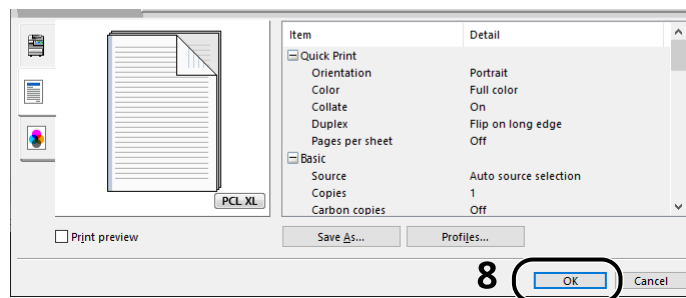 Item Detail
Quick Print
Orientation Portrait
Color Full color
Collate On
Duplex Flip on long edge
Pages per sheet Off
Basic
Source Auto source selection
Copies 1
Carbon copies Off
PCL XL
Print preview Save As... Profiles...
8 OK Cancel